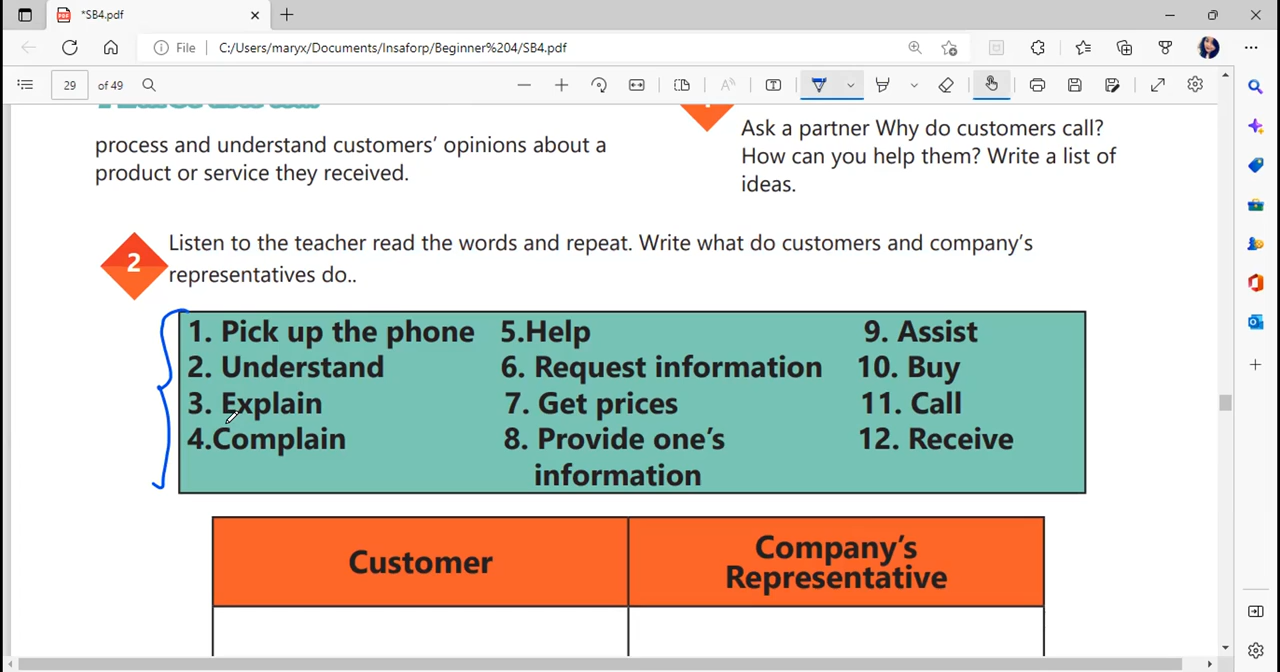 *SB4.pdf
File
C:/Users/maryx/Documents/Insaforp/Beginner%204/SB4.pdf
29 of 49
process and understand customers’ opinions about a
product or service they received.
Ask a partner Why do customers call?
How can you help them? Write a list of
ideas.
2
Listen to the teacher read the words and repeat. Write what do customers and company’s
representatives do..
1. Pick up the phone
2. Understand
3. Explain
4.Complain
5.Help
6. Request information
7. Get prices
8. Provide one’s
information
9. Assist
10. Buy
11. Call
12. Receive
Customer
Company’s
Representative